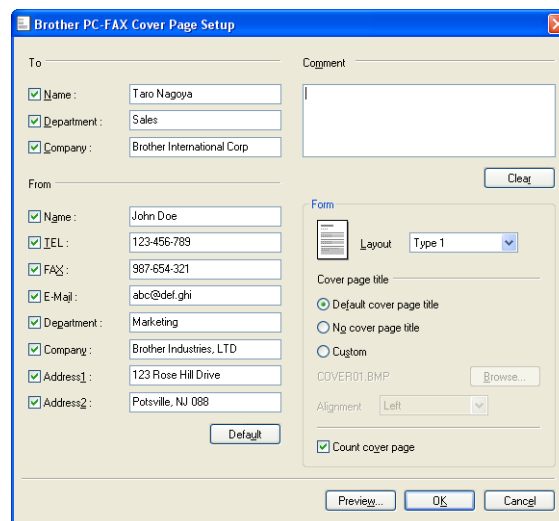 Brother PC-FAX Cover Page Setup
To
Name :
Taro Nagoya
Department :
Sales
Company :
Brother International Corp
From
Name :
John Doe
TEL :
123-456-789
FAX :
987-654-321
E-Mail :
abc@def.ghi
Department :
Marketing
Company :
Brother Industries, LTD
Address1 :
123 Rose Hill Drive
Address2 :
Potsville, NJ 088
Default
Comment
Clear
Form
Layout
Type 1
Cover page title
Default cover page title
No cover page title
Custom
COVER01.BMP
Browse...
Alignment
Left
Count cover page
Preview...
OK
Cancel